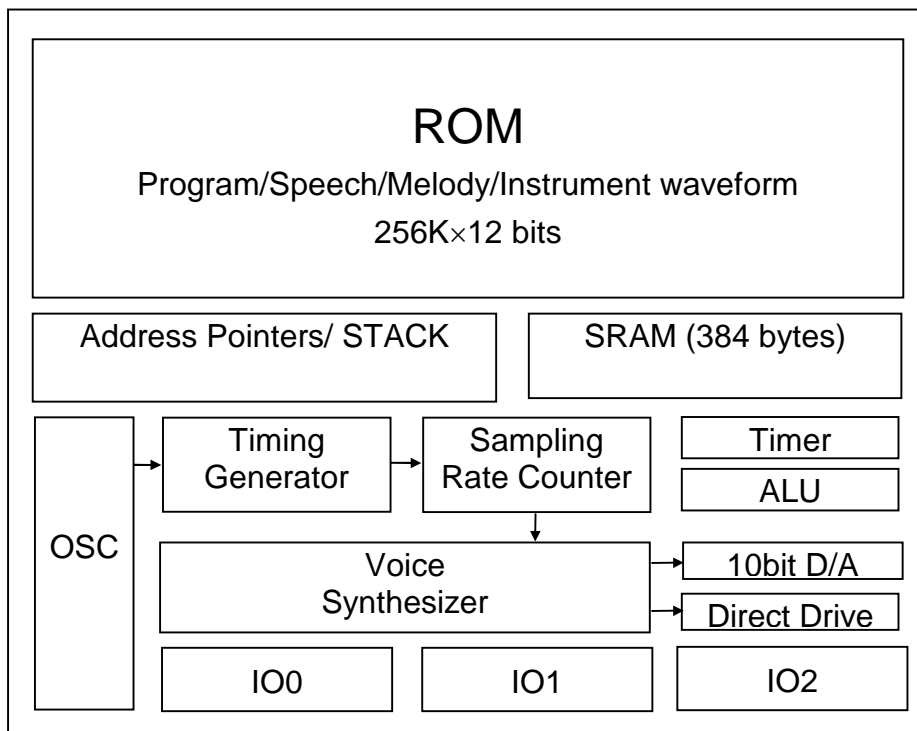 ROM
Program/Speech/Melody/Instrument waveform
256K×12 bits
Address Pointers/ STACK
SRAM (384 bytes)
OSC
Timing
Generator
Sampling
Rate Counter
Timer
ALU
Voice
Synthesizer
10bit D/A
Direct Drive
IO0
IO1
IO2